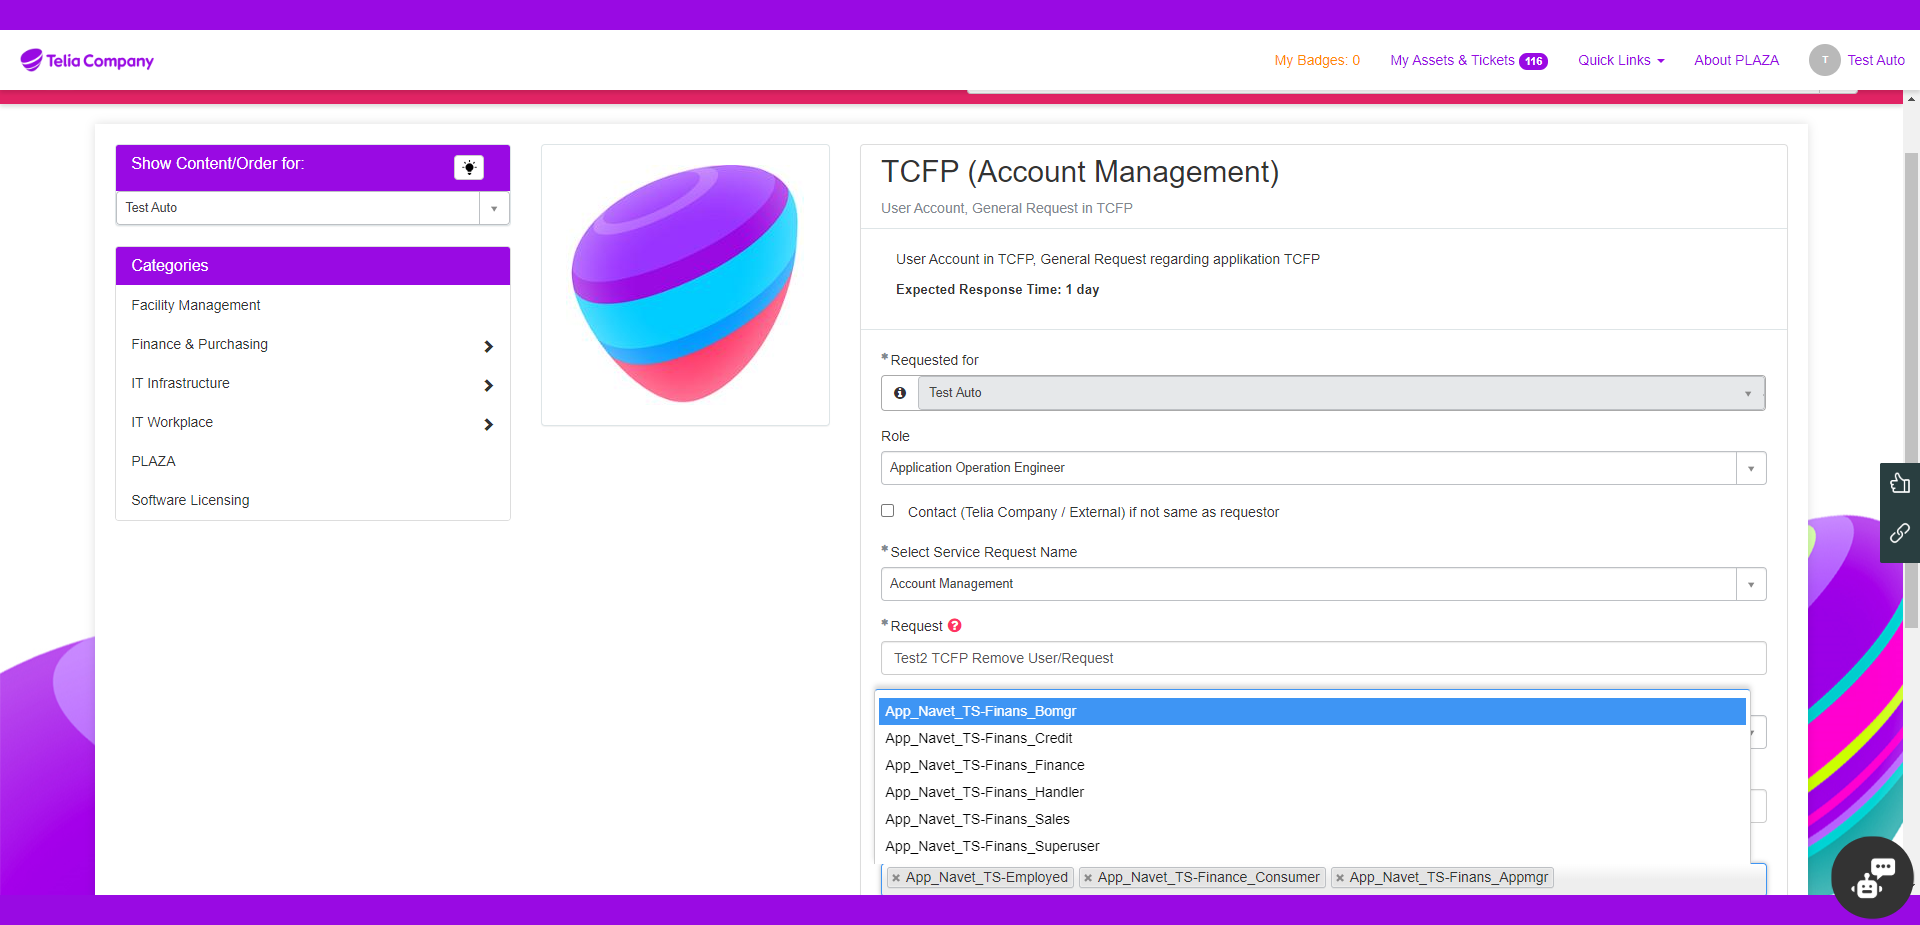 Telia Company
My Badges: 0
My Assets & Tickets 116
Quick Links
About PLAZA
T Test Auto
Show Content/Order for:
Test Auto
Categories
Facility Management
Finance & Purchasing
IT Infrastructure
IT Workplace
PLAZA
Software Licensing
TCFP (Account Management)
User Account, General Request in TCFP
User Account in TCFP, General Request regarding applikation TCFP
Expected Response Time: 1 day
*Requested for
Test Auto
Role
Application Operation Engineer
Contact (Telia Company / External) if not same as requestor
*Select Service Request Name
Account Management
*Request ?
Test2 TCFP Remove User/Request
App_Navet_TS-Finans_Bomgr
App_Navet_TS-Finans_Credit
App_Navet_TS-Finans_Finance
App_Navet_TS-Finans_Handler
App_Navet_TS-Finans_Sales
App_Navet_TS-Finans_Superuser
× App_Navet_TS-Employed × App_Navet_TS-Finance_Consumer × App_Navet_TS-Finans_Appmgr